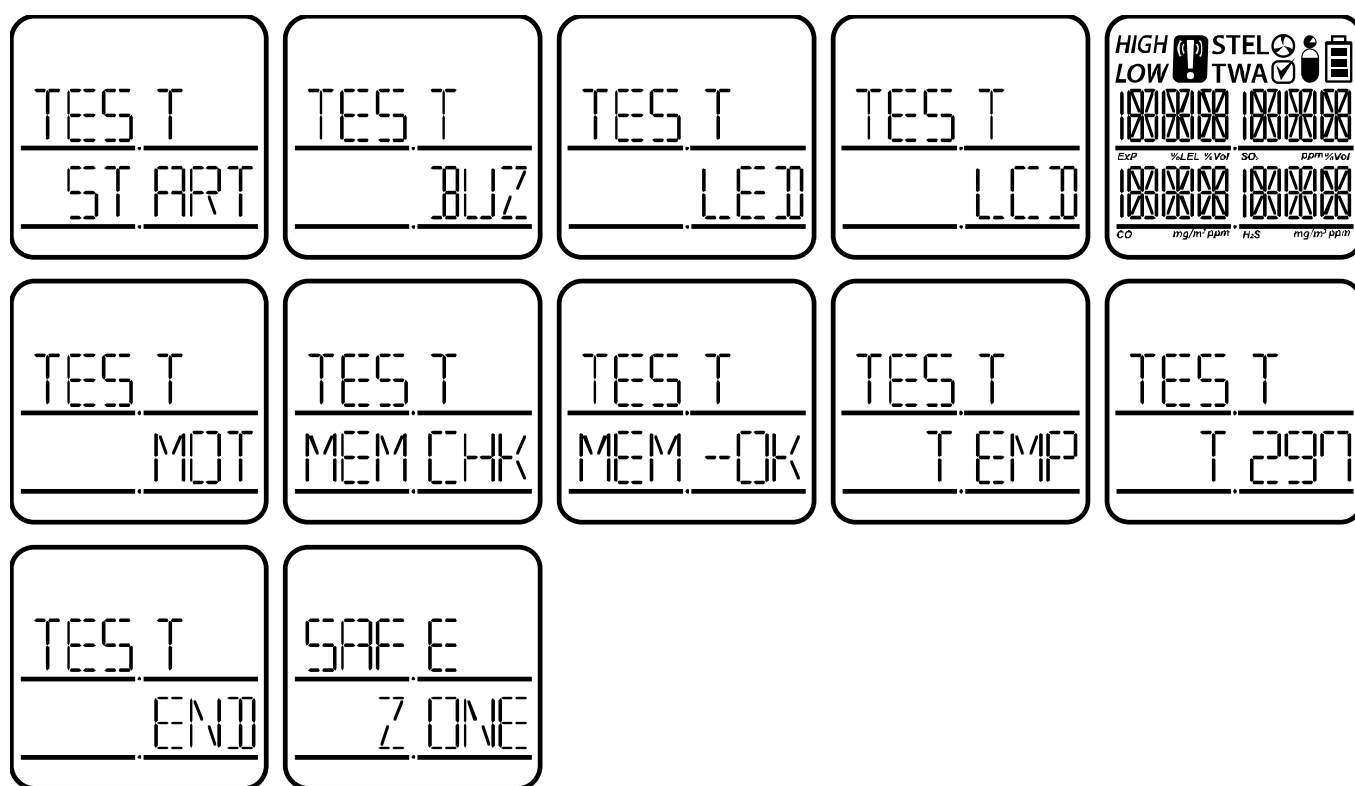 TEST
START
TEST
BUZ
TEST
LED
TEST
LCD
HIGH STEL
LOW TWA
ExP %LEL %Vol SO₂ ppm%Vol
CO mg/m³ ppm H₂S mg/m³ ppm
TEST
MOT
TEST
MEM CHK
TEST
MEM -OK
TEST
TEMP
TEST
T 297
TEST
END
SAFE
ZONE